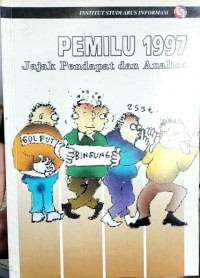 INSTITUT STUDI ARUS INFORMASI
PEMILU 1997
Jajak Pendapat dan Analisa
GOLPUT
BINGUNG
ZSST..